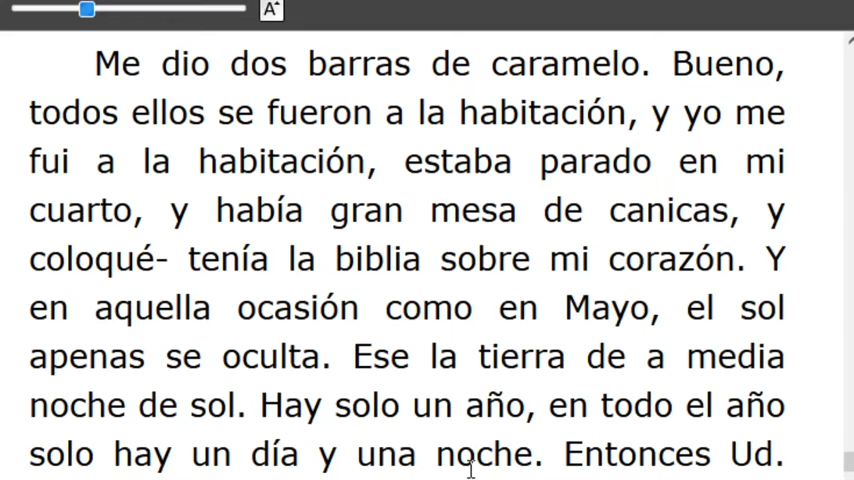 A
Me dio dos barras de caramelo. Bueno,
todos ellos se fueron a la habitación, y yo me
fui a la habitación, estaba parado en mi
cuarto, y había gran mesa de canicas, y
coloqué- tenía la biblia sobre mi corazón. Y
en aquella ocasión como en Mayo, el sol
apenas se oculta. Ese la tierra de a media
noche de sol. Hay solo un año, en todo el año
solo hay un día y una noche. Entonces Ud.